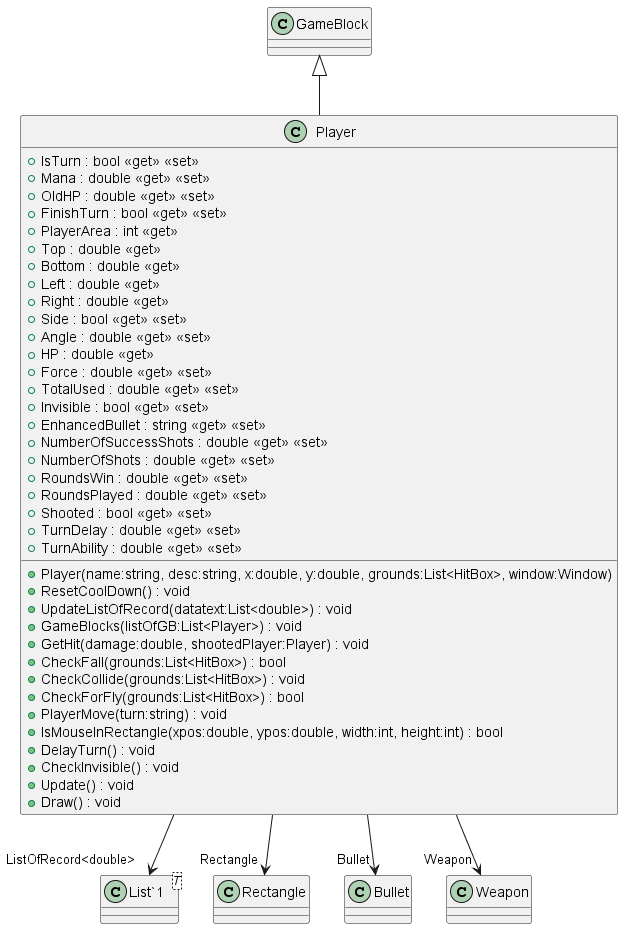 C GameBlock
C Player
IsTurn : bool «get» «set»
Mana : double «get» «set»
OldHP : double «get» «set»
FinishTurn : bool «get» «set»
PlayerArea : int «get»
Top : double «get»
Bottom : double «get»
Left : double «get»
Right : double «get»
Side : bool «get» «set»
Angle : double «get» «set»
HP : double «get»
Force : double «get» «set»
TotalUsed : double «get» «set»
Invisible : bool «get» «set»
EnhancedBullet : string «get» «set»
NumberOfSuccessShots : double «get» «set»
NumberOfShots : double «get» «set»
RoundsWin : double «get» «set»
RoundsPlayed : double «get» «set»
Shooted : bool «get» «set»
TurnDelay : double «get» «set»
TurnAbility : double «get» «set»
Player(name:string, desc:string, x:double, y:double, grounds:List<HitBox>, window:Window)
ResetCoolDown() : void
UpdateListOfRecord(datatext:List<double>) : void
GameBlocks(listOfGB:List<Player>) : void
GetHit(damage:double, shootedPlayer:Player) : void
CheckFall(grounds:List<HitBox>) : bool
CheckCollide(grounds:List<HitBox>) : void
CheckForFly(grounds:List<HitBox>) : bool
PlayerMove(turn:string) : void
IsMouseInRectangle(xpos:double, ypos:double, width:int, height:int) : bool
DelayTurn() : void
CheckInvisible() : void
Update() : void
Draw() : void
ListOfRecord<double> Rectangle Bullet Weapon
C List`1 T C Rectangle C Bullet C Weapon